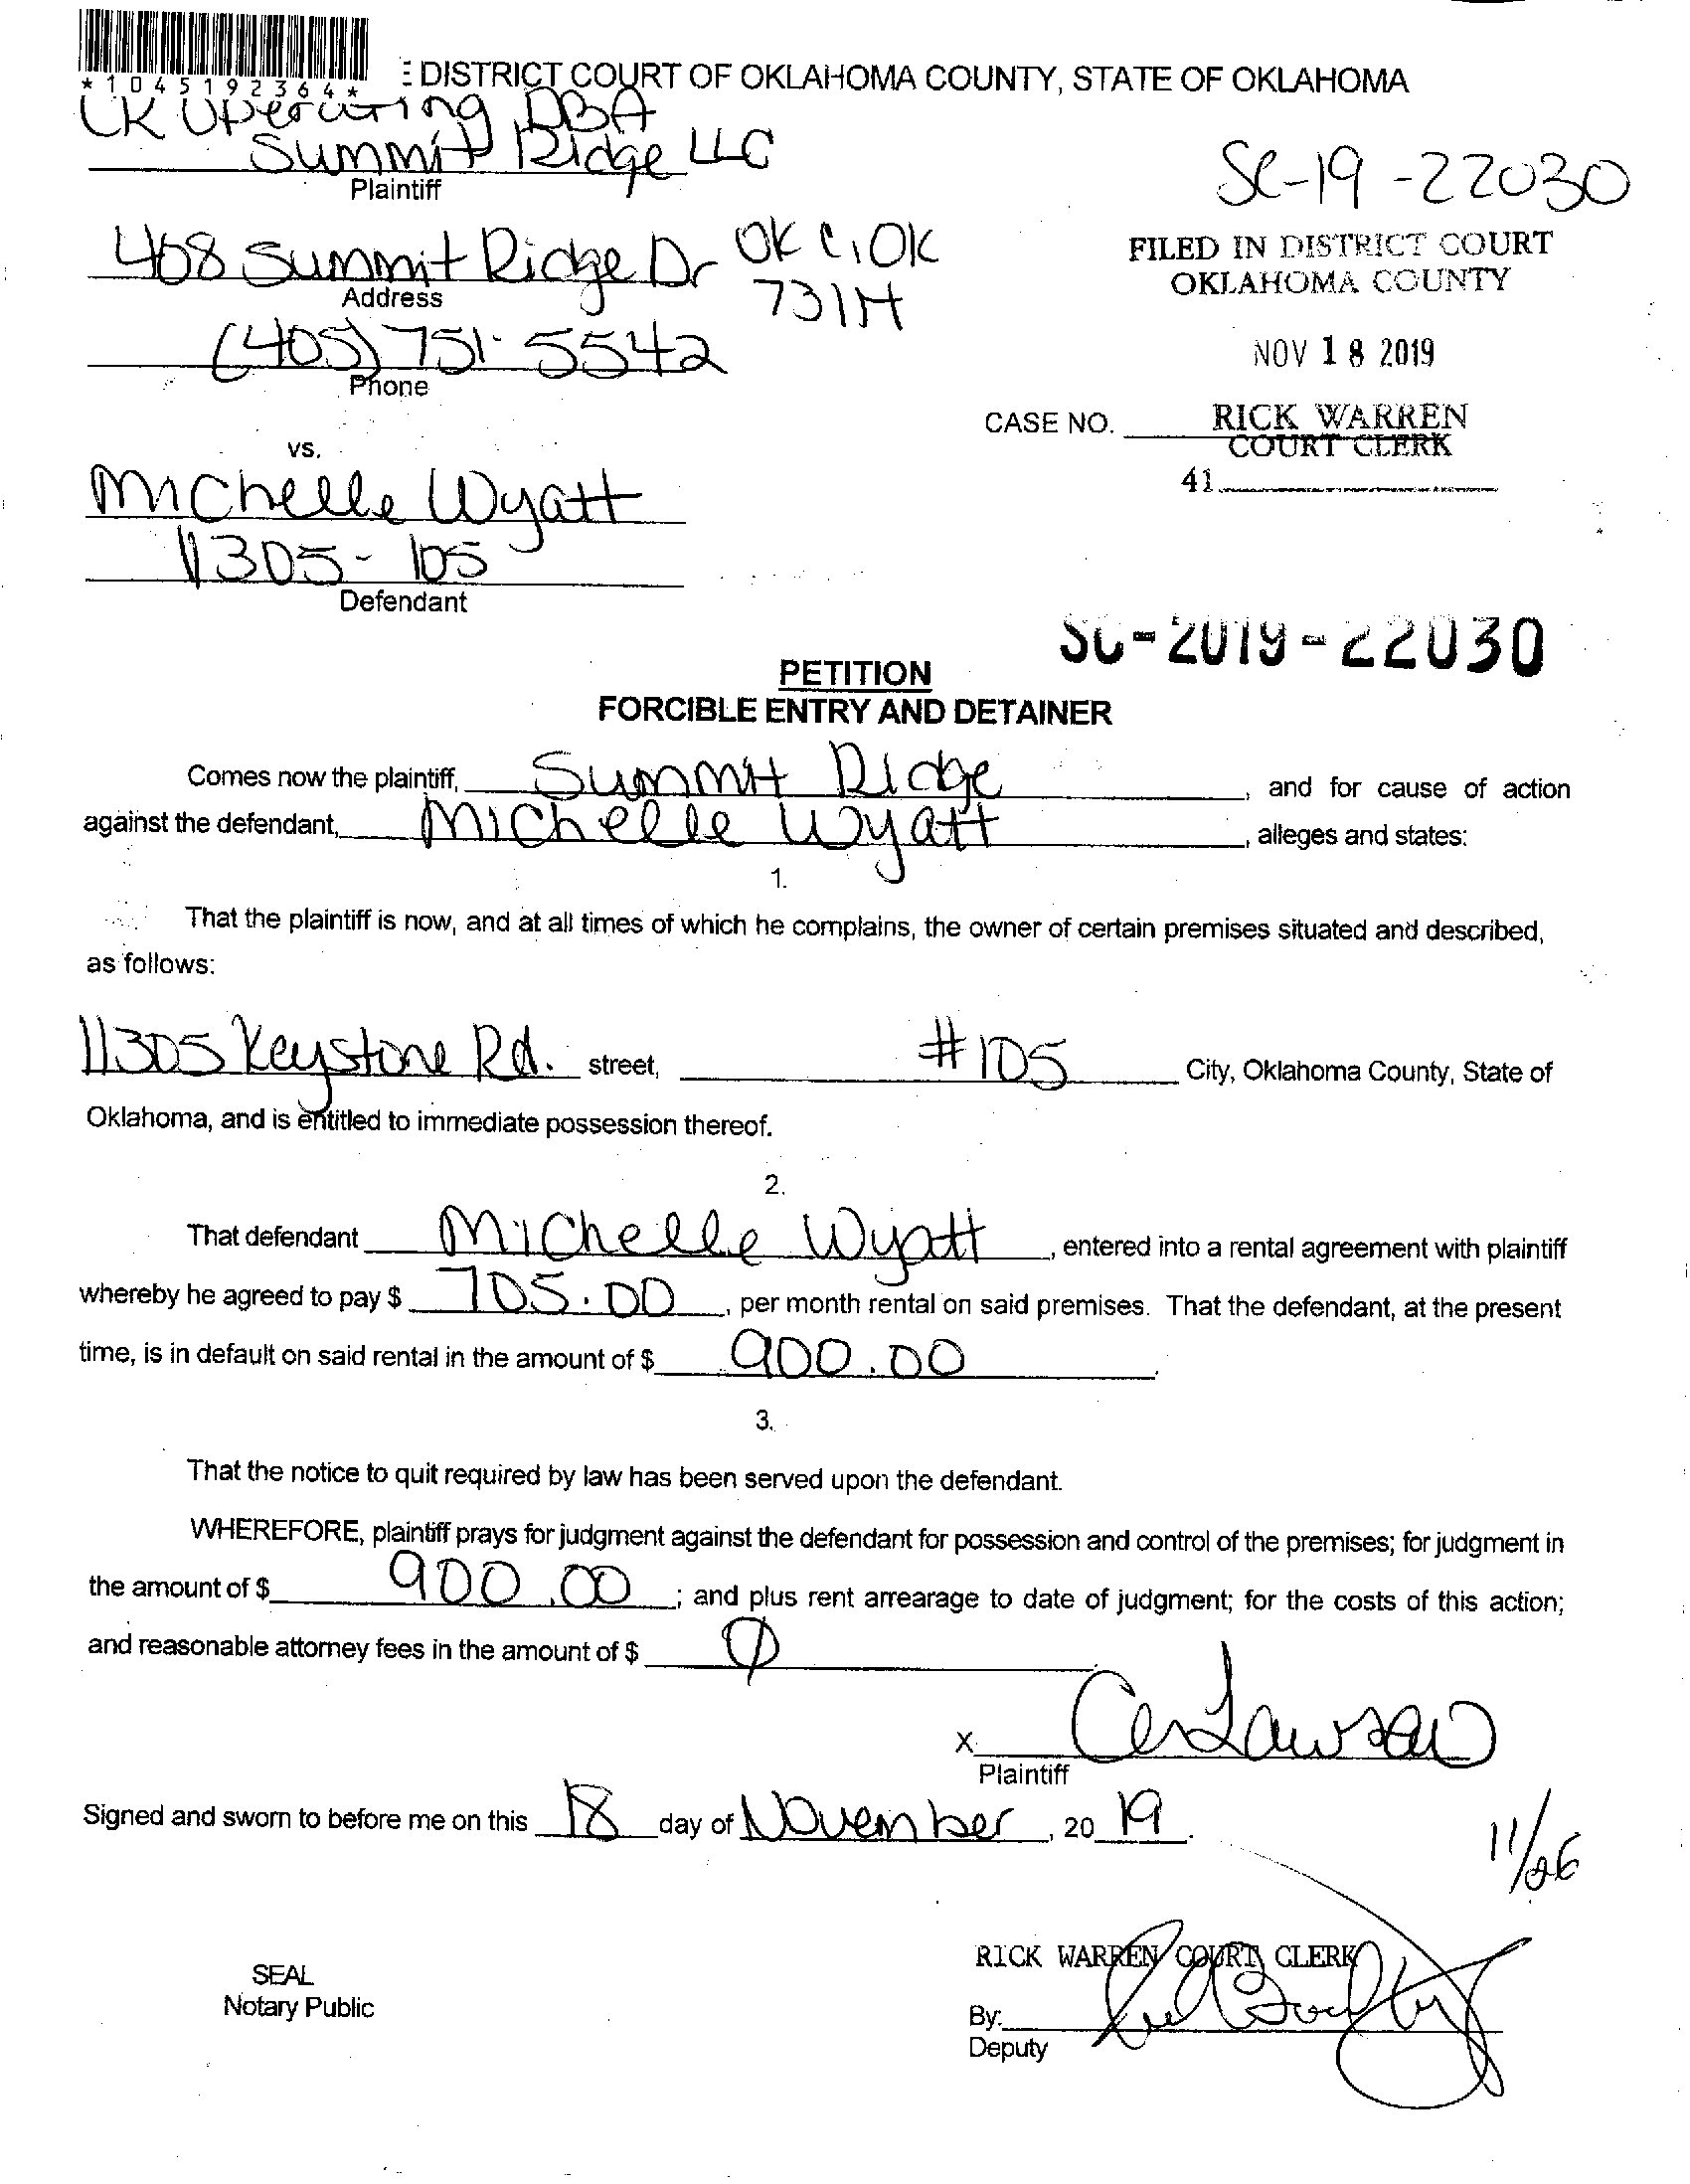 *1045192364*
E DISTRICT COURT OF OKLAHOMA COUNTY, STATE OF OKLAHOMA
CK Operating DBA
Summit Ridge LLC
Plaintiff
SC-19-22030
408 Summit Ridge Dr OKC, OK
73114
Address
FILED IN DISTRICT COURT
OKLAHOMA COUNTY
(405) 751-5542
Phone
NOV 18 2019
CASE NO. RICK WARREN
COURT CLERK
41
vs.
Michelle Wyatt
11305-105
Defendant
SC-2019-22030
PETITION
FORCIBLE ENTRY AND DETAINER
Comes now the plaintiff, Summit Ridge, and for cause of action
against the defendant, Michelle Wyatt, alleges and states:
1.
That the plaintiff is now, and at all times of which he complains, the owner of certain premises situated and described,
as follows:
11305 Keystone Rd. street, #105 City, Oklahoma County, State of
Oklahoma, and is entitled to immediate possession thereof.
2.
That defendant Michelle Wyatt, entered into a rental agreement with plaintiff
whereby he agreed to pay $ 705.00, per month rental on said premises. That the defendant, at the present
time, is in default on said rental in the amount of $ 900.00.
3.
That the notice to quit required by law has been served upon the defendant.
WHEREFORE, plaintiff prays for judgment against the defendant for possession and control of the premises; for judgment in
the amount of $ 900.00; and plus rent arrearage to date of judgment; for the costs of this action;
and reasonable attorney fees in the amount of $ 0.
X
Plaintiff
Signed and sworn to before me on this 18 day of November, 2019.
11/26
SEAL
Notary Public
RICK WARREN COURT CLERK
By:
Deputy